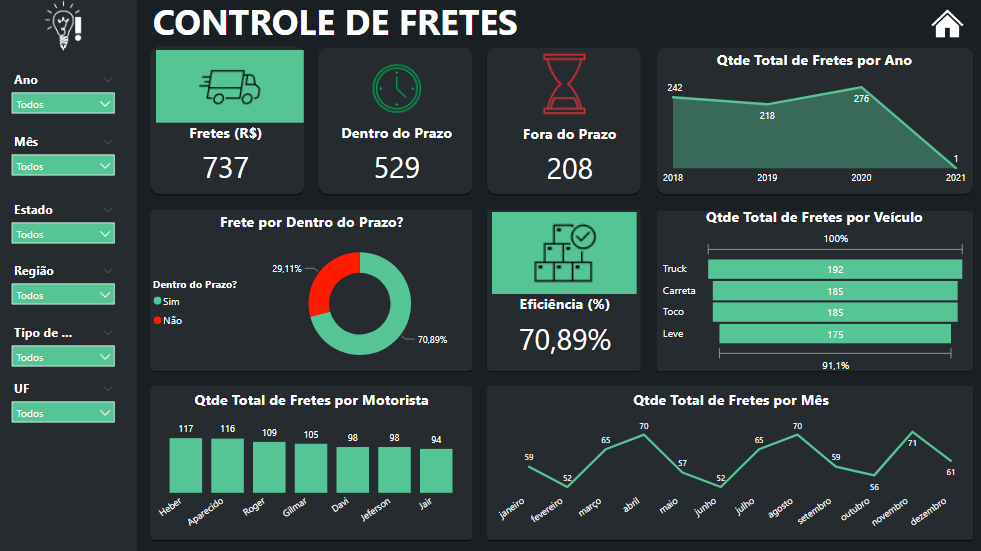 CONTROLE DE FRETES
Ano
Todos
Mês
Todos
Estado
Todos
Região
Todos
Tipo de ...
Todos
UF
Todos
Fretes (R$)
737
Dentro do Prazo
529
Fora do Prazo
208
Qtde Total de Fretes por Ano
242
218
276
1
2018 2019 2020 2021
Frete por Dentro do Prazo?
Dentro do Prazo?
Sim
Não
29,11%
70,89%
Eficiência (%)
70,89%
Qtde Total de Fretes por Veículo
100%
Truck 192
Carreta 185
Toco 185
Leve 175
91,1%
Qtde Total de Fretes por Motorista
117 116 109 105 98 98 94
Heber Aparecido Roger Gilmar Davi Jeferson Jair
Qtde Total de Fretes por Mês
59 52 65 70 57 52 65 70 59 56 71 61
janeiro fevereiro março abril maio junho julho agosto setembro outubro novembro dezembro